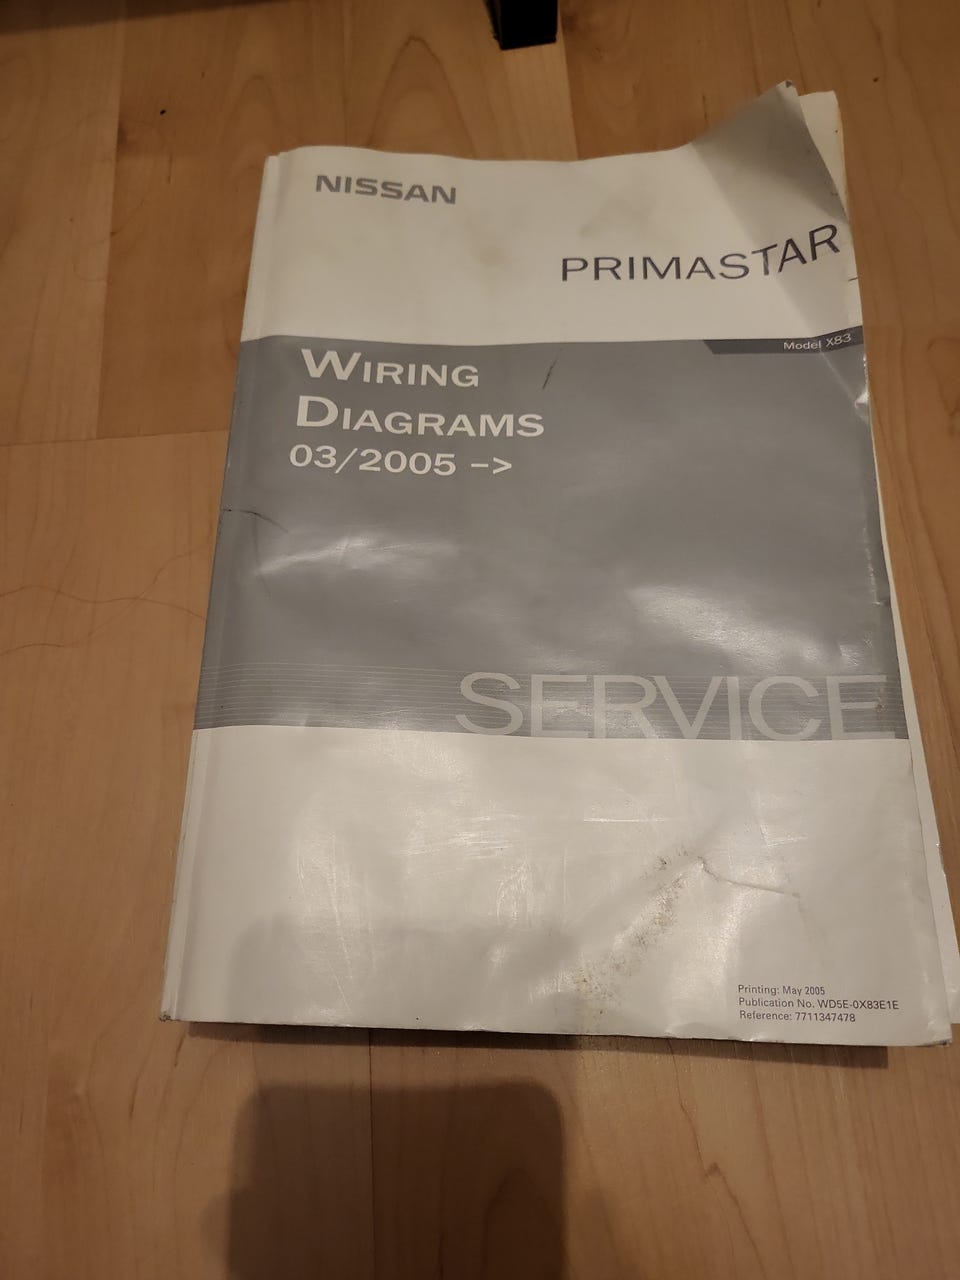 NISSAN
PRIMASTAR
Model X83
WIRING
DIAGRAMS
03/2005 –>
SERVICE
Printing: May 2005
Publication No. WD5E-0X83E1E
Reference: 7711347478